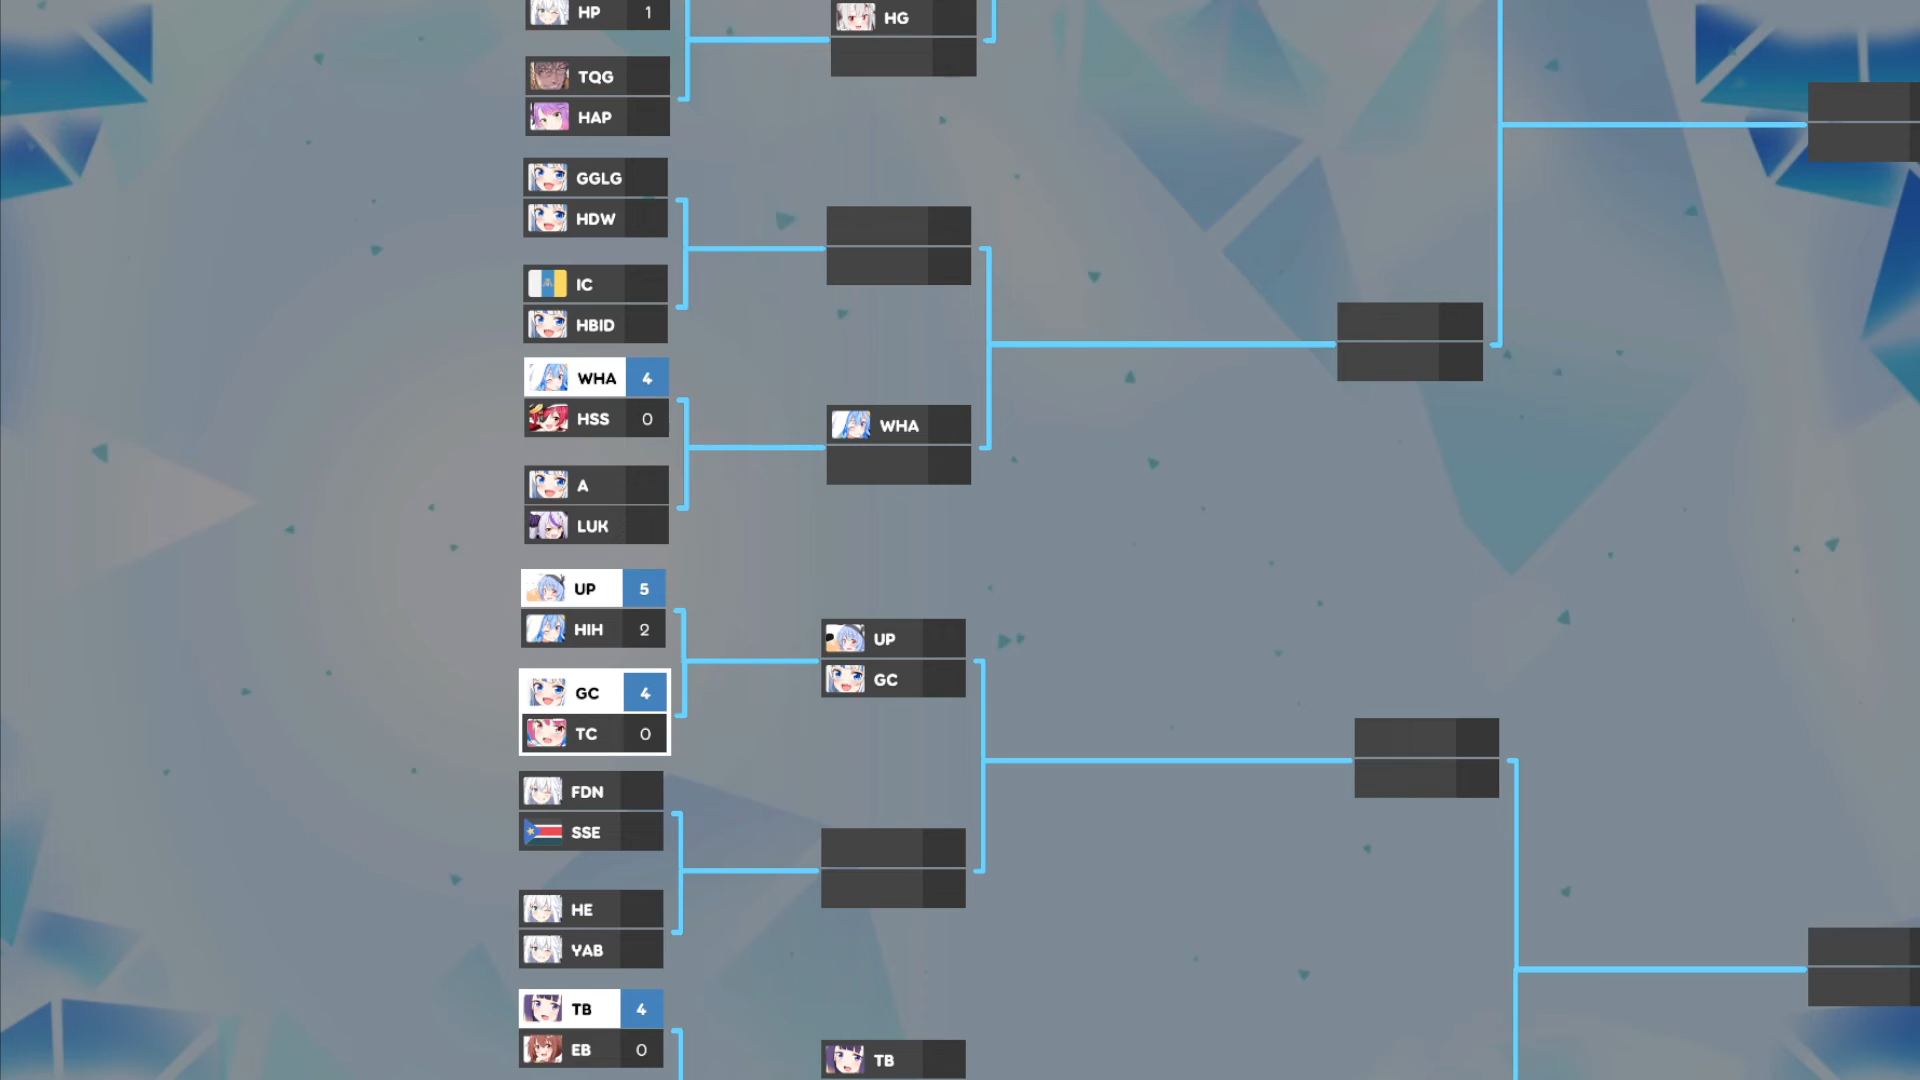 HP 1
HG
TQG
HAP
GGLG
HDW
IC
HBID
WHA 4
HSS 0
WHA
A
LUK
UP 5
HIH 2
UP
GC
GC 4
TC 0
FDN
SSE
HE
YAB
TB 4
EB 0
TB